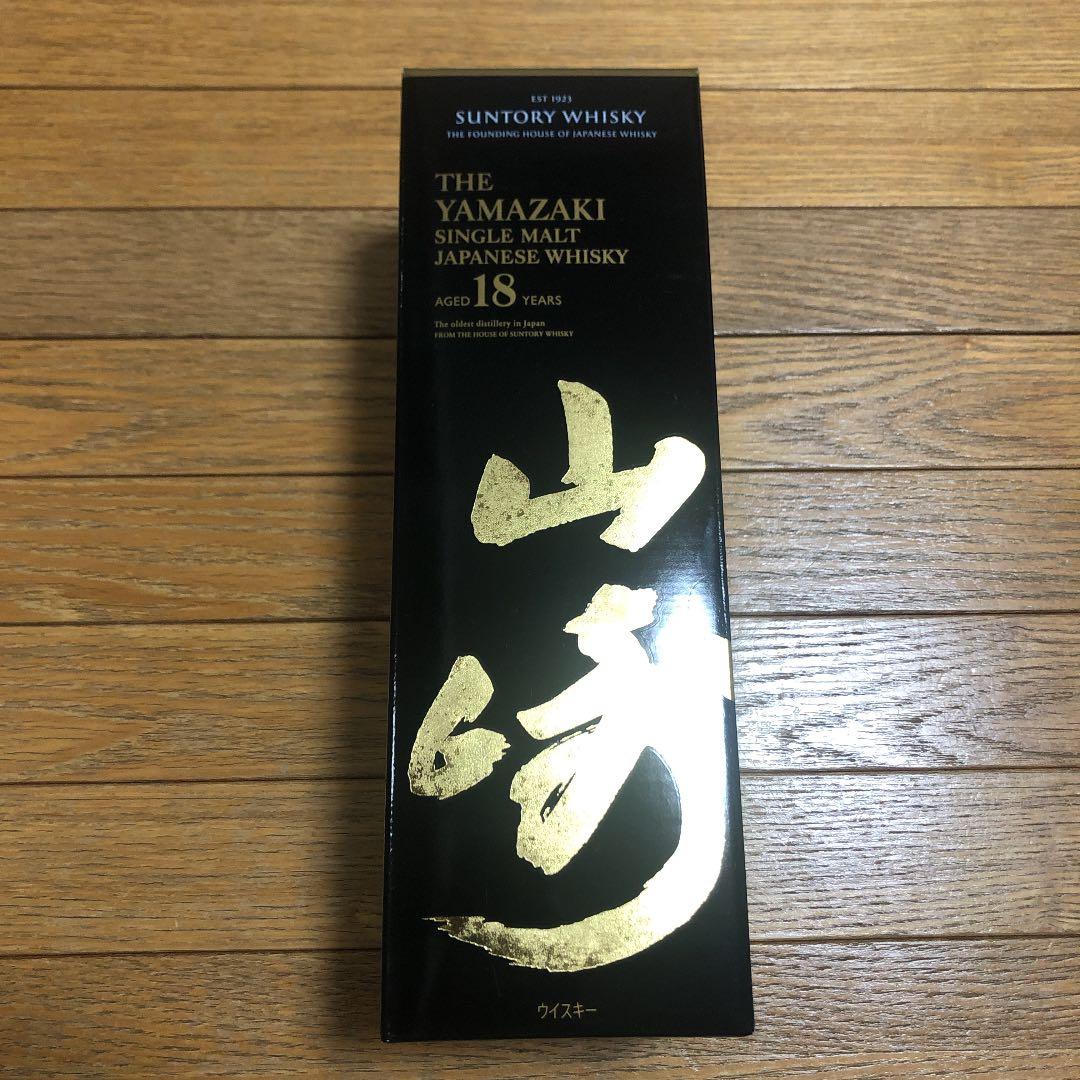 EST 1923
SUNTORY WHISKY
THE FOUNDING HOUSE OF JAPANESE WHISKY
THE
YAMAZAKI
SINGLE MALT
JAPANESE WHISKY
AGED 18 YEARS
The oldest distillery in Japan
FROM THE HOUSE OF SUNTORY WHISKY
山
崎
ウイスキー